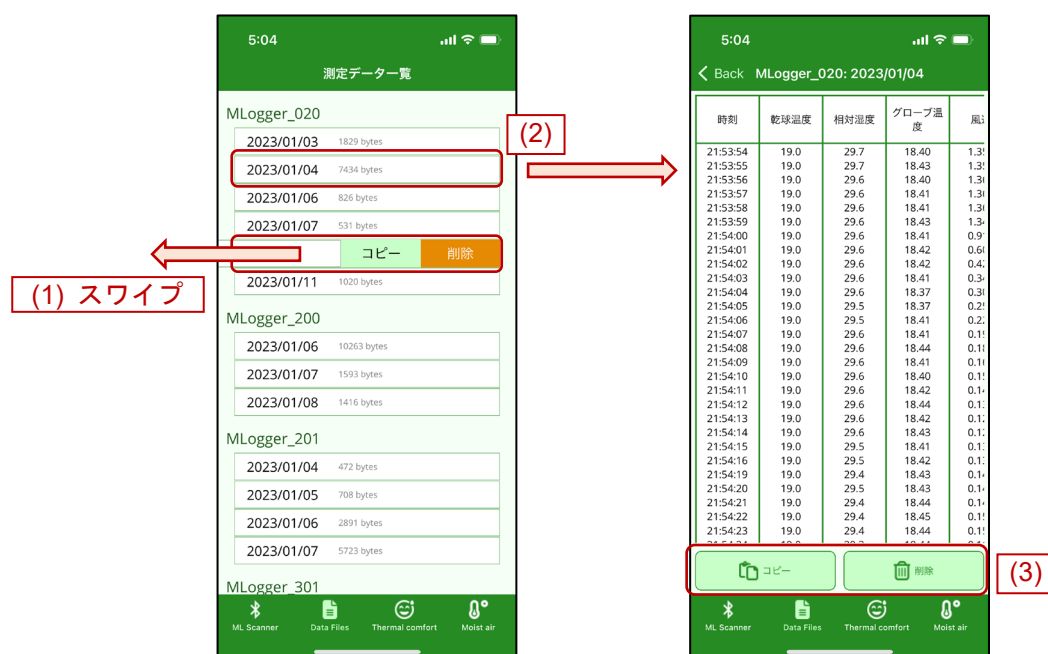 5:04
測定データ一覧
MLogger_020
2023/01/03 1829 bytes
2023/01/04 7434 bytes
2023/01/06 826 bytes
2023/01/07 531 bytes
コピー 削除
2023/01/11 1020 bytes
MLogger_200
2023/01/06 10263 bytes
2023/01/07 1593 bytes
2023/01/08 1416 bytes
MLogger_201
2023/01/04 472 bytes
2023/01/05 708 bytes
2023/01/06 2891 bytes
2023/01/07 5723 bytes
MLogger_301
ML Scanner Data Files Thermal comfort Moist air
(1) スワイプ
(2)
5:04
Back MLogger_020: 2023/01/04
時刻 乾球温度 相対湿度 グローブ温
度
21:53:54 19.0 29.7 18.40
21:53:55 19.0 29.7 18.43
21:53:56 19.0 29.6 18.40
21:53:57 19.0 29.6 18.41
21:53:58 19.0 29.6 18.41
21:53:59 19.0 29.6 18.43
21:54:00 19.0 29.6 18.41
21:54:01 19.0 29.6 18.42
21:54:02 19.0 29.6 18.42
21:54:03 19.0 29.6 18.41
21:54:04 19.0 29.6 18.37
21:54:05 19.0 29.5 18.37
21:54:06 19.0 29.5 18.41
21:54:07 19.0 29.6 18.41
21:54:08 19.0 29.6 18.44
21:54:09 19.0 29.6 18.41
21:54:10 19.0 29.6 18.40
21:54:11 19.0 29.6 18.42
21:54:12 19.0 29.6 18.44
21:54:13 19.0 29.6 18.42
21:54:14 19.0 29.6 18.43
21:54:15 19.0 29.5 18.41
21:54:16 19.0 29.5 18.42
21:54:19 19.0 29.4 18.43
21:54:20 19.0 29.5 18.43
21:54:21 19.0 29.4 18.44
21:54:22 19.0 29.4 18.45
21:54:23 19.0 29.4 18.44
コピー 削除
(3)
ML Scanner Data Files Thermal comfort Moist air